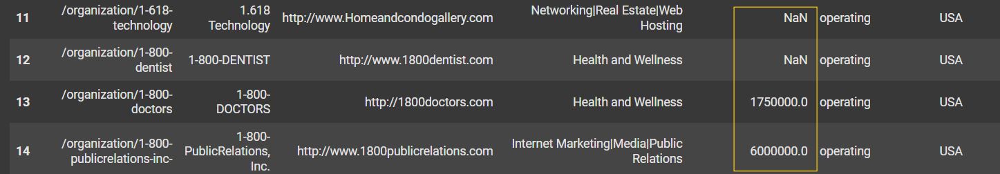 11 /organization/1-618-technology 1.618 Technology http://www.Homeandcondogallery.com Networking|Real Estate|Web Hosting NaN operating USA
12 /organization/1-800-dentist 1-800-DENTIST http://www.1800dentist.com Health and Wellness NaN operating USA
13 /organization/1-800-doctors 1-800-DOCTORS http://1800doctors.com Health and Wellness 1750000.0 operating USA
14 /organization/1-800-publicrelations-inc- 1-800-PublicRelations, Inc. http://www.1800publicrelations.com Internet Marketing|Media|Public Relations 6000000.0 operating USA